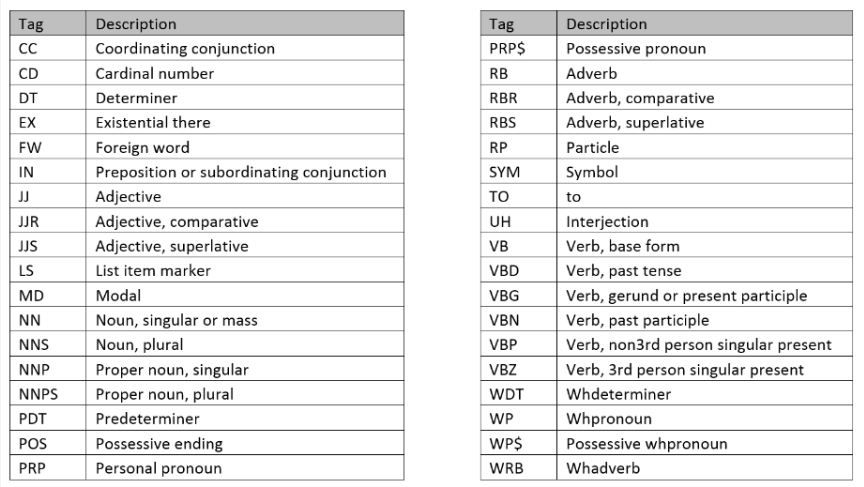 Tag Description
CC Coordinating conjunction
CD Cardinal number
DT Determiner
EX Existential there
FW Foreign word
IN Preposition or subordinating conjunction
JJ Adjective
JJR Adjective, comparative
JJS Adjective, superlative
LS List item marker
MD Modal
NN Noun, singular or mass
NNS Noun, plural
NNP Proper noun, singular
NNPS Proper noun, plural
PDT Predeterminer
POS Possessive ending
PRP Personal pronoun
Tag Description
PRP$ Possessive pronoun
RB Adverb
RBR Adverb, comparative
RBS Adverb, superlative
RP Particle
SYM Symbol
TO to
UH Interjection
VB Verb, base form
VBD Verb, past tense
VBG Verb, gerund or present participle
VBN Verb, past participle
VBP Verb, non3rd person singular present
VBZ Verb, 3rd person singular present
WDT Whdeterminer
WP Whpronoun
WP$ Possessive whpronoun
WRB Whadverb